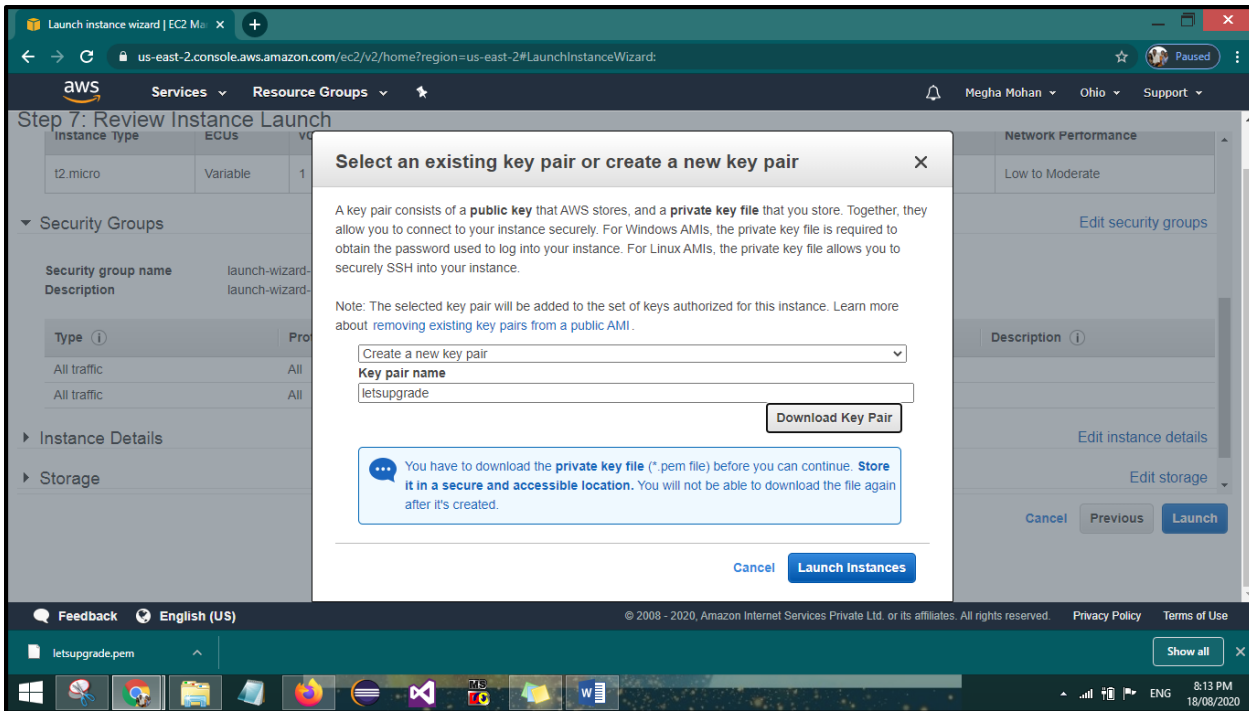 Launch instance wizard | EC2 Ma
us-east-2.console.aws.amazon.com/ec2/v2/home?region=us-east-2#LaunchInstanceWizard:
Paused
aws Services Resource Groups Megha Mohan Ohio Support
Step 7: Review Instance Launch
Instance Type ECUs Network Performance
t2.micro Variable 1 Low to Moderate
Security Groups Edit security groups
Security group name launch-wizard-
Description launch-wizard-
Type Description
All traffic All
All traffic All
Instance Details Edit instance details
Storage Edit storage
Cancel Previous Launch
Select an existing key pair or create a new key pair
A key pair consists of a public key that AWS stores, and a private key file that you store. Together, they
allow you to connect to your instance securely. For Windows AMIs, the private key file is required to
obtain the password used to log into your instance. For Linux AMIs, the private key file allows you to
securely SSH into your instance.
Note: The selected key pair will be added to the set of keys authorized for this instance. Learn more
about removing existing key pairs from a public AMI.
Create a new key pair
Key pair name
letsupgrade
Download Key Pair
You have to download the private key file (*.pem file) before you can continue. Store
it in a secure and accessible location. You will not be able to download the file again
after it's created.
Cancel Launch Instances
Feedback English (US) © 2008 - 2020, Amazon Internet Services Private Ltd. or its affiliates. All rights reserved. Privacy Policy Terms of Use
letsupgrade.pem Show all
ENG 8:13 PM
18/08/2020